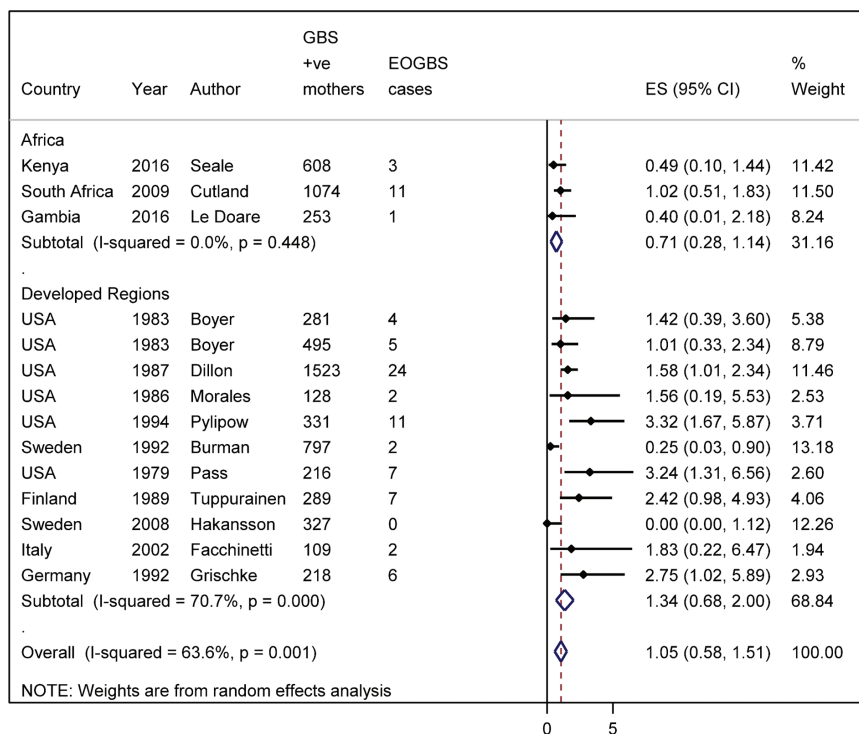 GBS
+ve EOGBS %
Country Year Author mothers cases ES (95% CI) Weight
Africa
Kenya 2016 Seale 608 3 0.49 (0.10, 1.44) 11.42
South Africa 2009 Cutland 1074 11 1.02 (0.51, 1.83) 11.50
Gambia 2016 Le Doare 253 1 0.40 (0.01, 2.18) 8.24
Subtotal (I-squared = 0.0%, p = 0.448) 0.71 (0.28, 1.14) 31.16
.
Developed Regions
USA 1983 Boyer 281 4 1.42 (0.39, 3.60) 5.38
USA 1983 Boyer 495 5 1.01 (0.33, 2.34) 8.79
USA 1987 Dillon 1523 24 1.58 (1.01, 2.34) 11.46
USA 1986 Morales 128 2 1.56 (0.19, 5.53) 2.53
USA 1994 Pylipow 331 11 3.32 (1.67, 5.87) 3.71
Sweden 1992 Burman 797 2 0.25 (0.03, 0.90) 13.18
USA 1979 Pass 216 7 3.24 (1.31, 6.56) 2.60
Finland 1989 Tuppurainen 289 7 2.42 (0.98, 4.93) 4.06
Sweden 2008 Hakansson 327 0 0.00 (0.00, 1.12) 12.26
Italy 2002 Facchinetti 109 2 1.83 (0.22, 6.47) 1.94
Germany 1992 Grischke 218 6 2.75 (1.02, 5.89) 2.93
Subtotal (I-squared = 70.7%, p = 0.000) 1.34 (0.68, 2.00) 68.84
.
Overall (I-squared = 63.6%, p = 0.001) 1.05 (0.58, 1.51) 100.00
NOTE: Weights are from random effects analysis
0 5